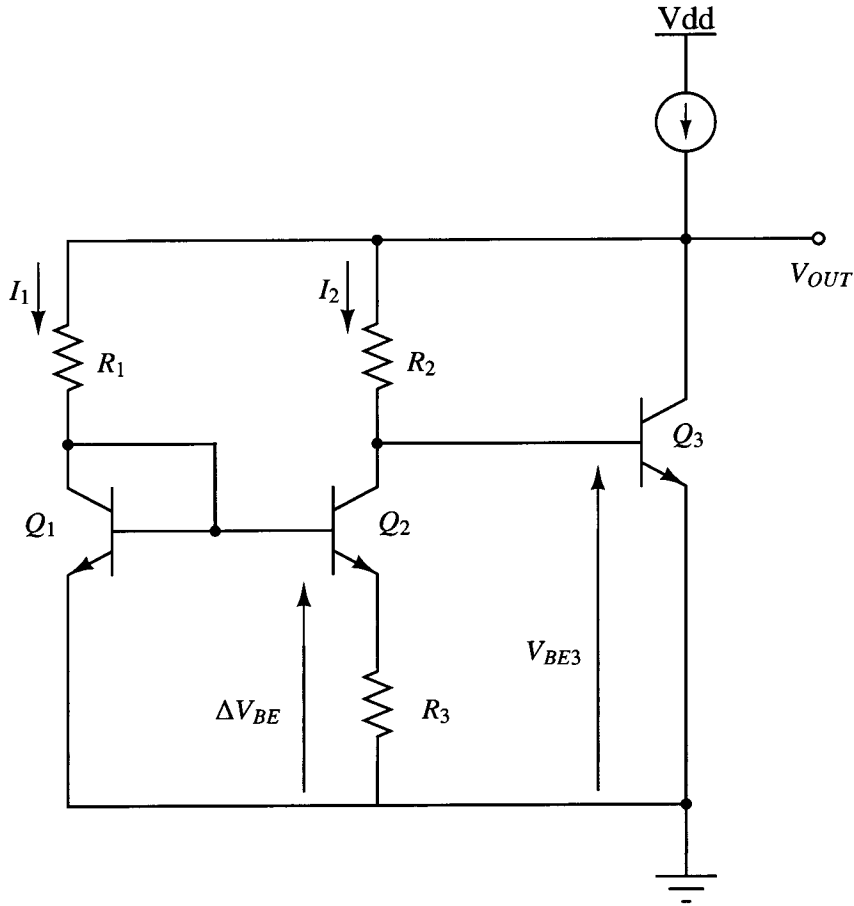 Vdd
V_OUT
I_1
I_2
R_1
R_2
Q_3
Q_1
Q_2
V_BE3
ΔV_BE
R_3